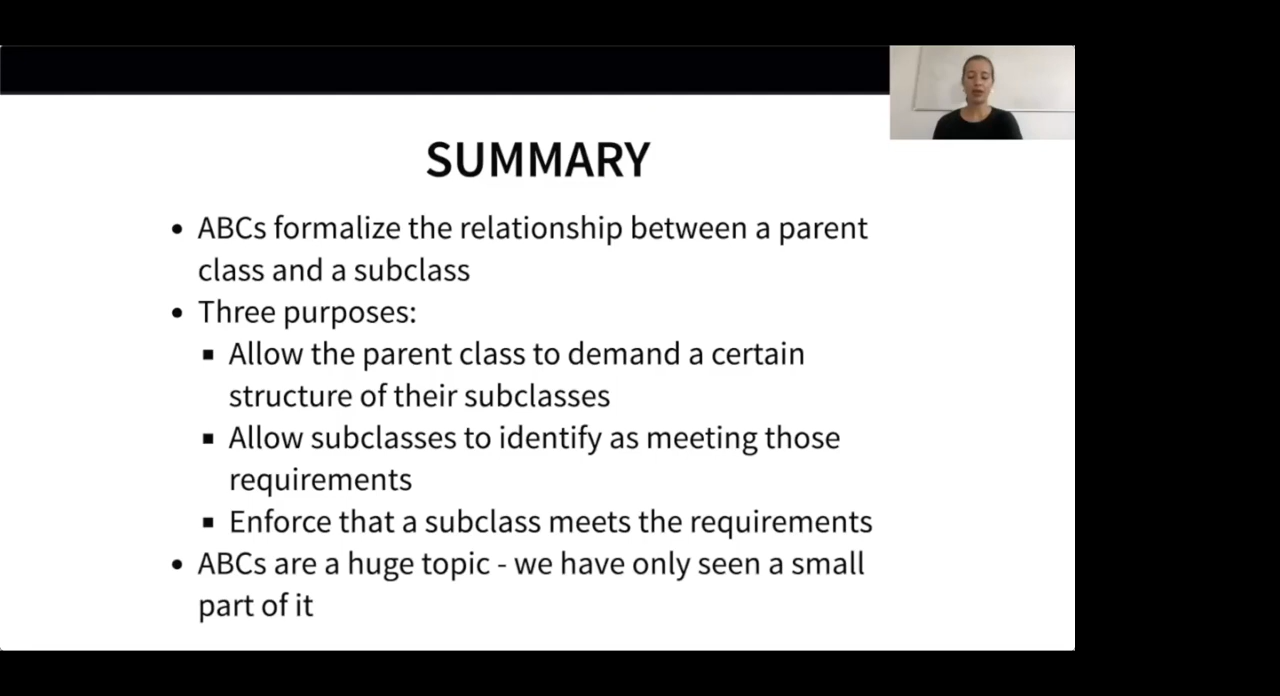 SUMMARY
• ABCs formalize the relationship between a parent
class and a subclass
• Three purposes:
▪ Allow the parent class to demand a certain
structure of their subclasses
▪ Allow subclasses to identify as meeting those
requirements
▪ Enforce that a subclass meets the requirements
• ABCs are a huge topic - we have only seen a small
part of it